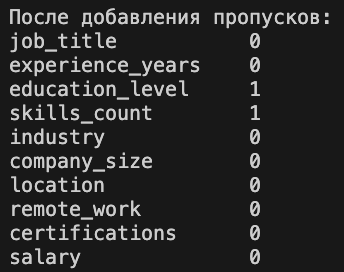 После добавления пропусков:
job_title 0
experience_years 0
education_level 1
skills_count 1
industry 0
company_size 0
location 0
remote_work 0
certifications 0
salary 0